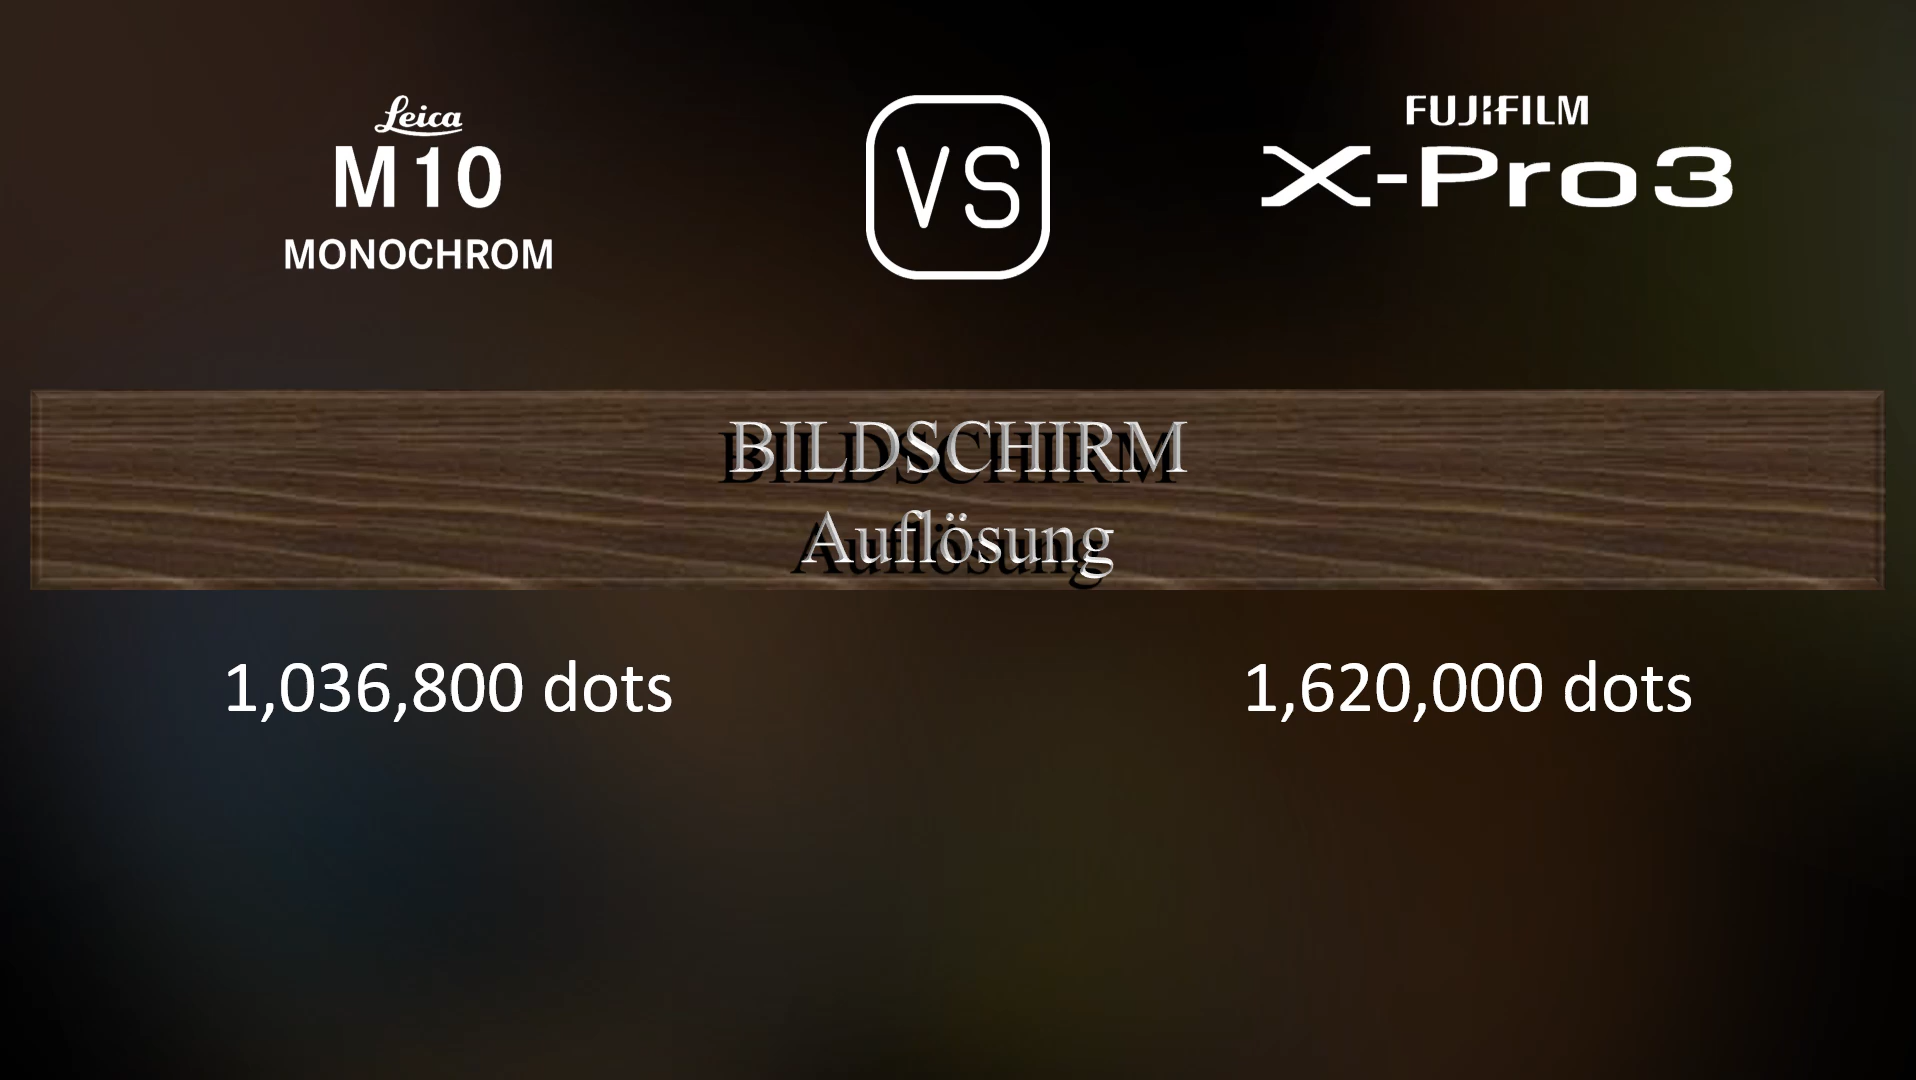 Leica
M10
MONOCHROM
VS
FUJIFILM
X-Pro3
BILDSCHIRM
Auflösung
1,036,800 dots
1,620,000 dots